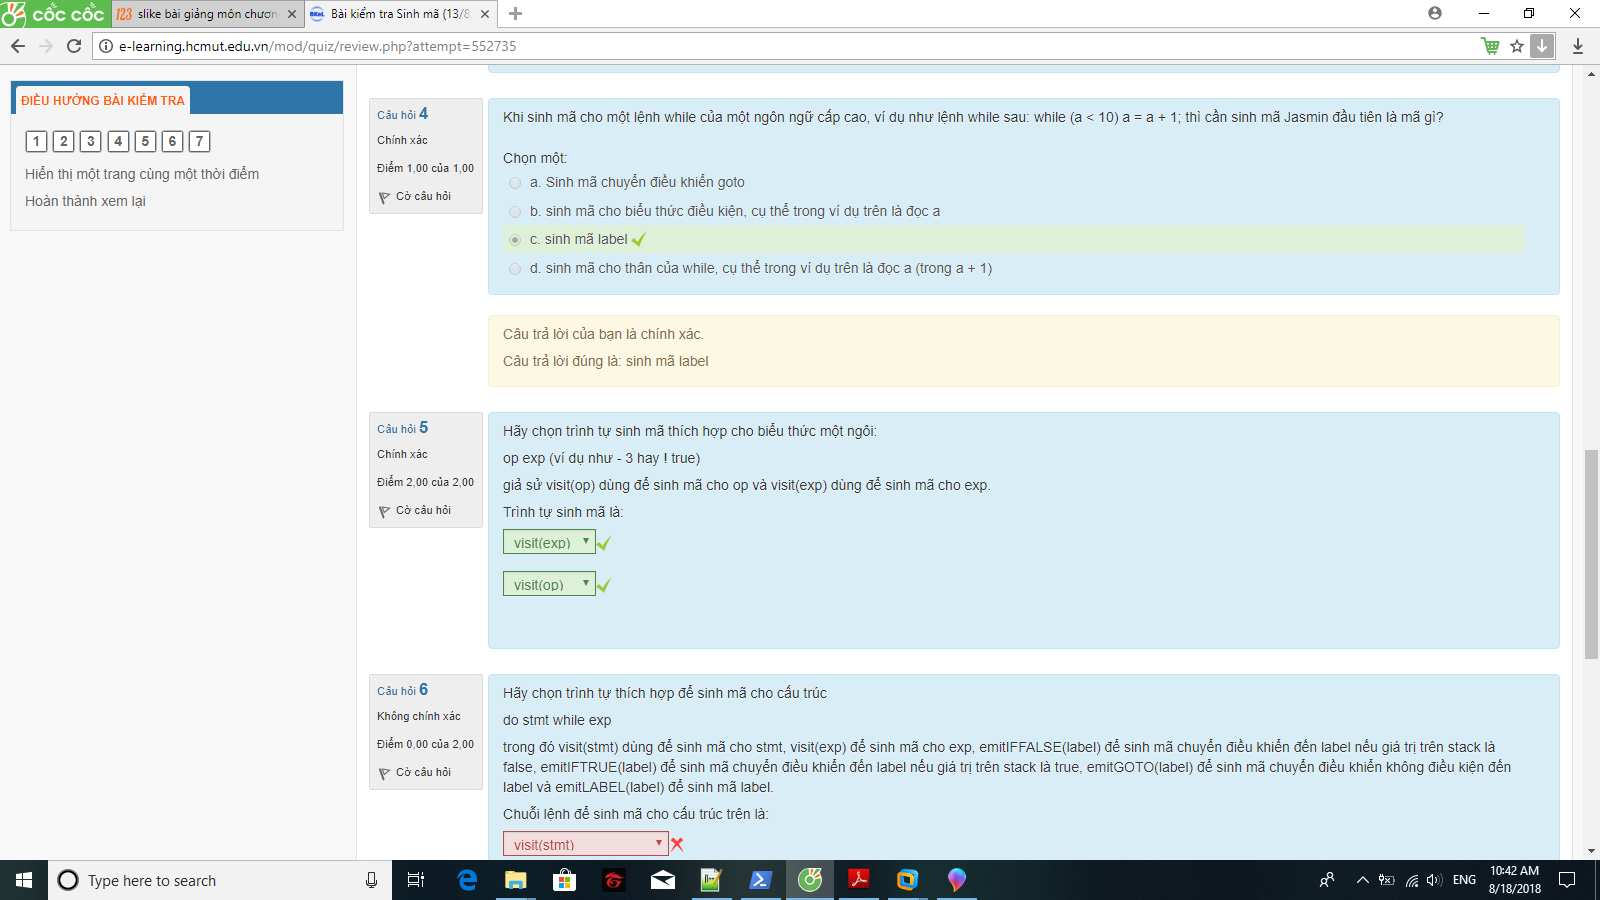 cốc cốc
123 slike bài giảng môn chươn
BKeL Bài kiểm tra Sinh mã (13/8
e-learning.hcmut.edu.vn/mod/quiz/review.php?attempt=552735
ĐIỀU HƯỚNG BÀI KIỂM TRA
1 2 3 4 5 6 7
Hiển thị một trang cùng một thời điểm
Hoàn thành xem lại
Câu hỏi 4
Chính xác
Điểm 1,00 của 1,00
Cờ câu hỏi
Khi sinh mã cho một lệnh while của một ngôn ngữ cấp cao, ví dụ như lệnh while sau: while (a < 10) a = a + 1; thì cần sinh mã Jasmin đầu tiên là mã gì?
Chọn một:
a. Sinh mã chuyển điều khiển goto
b. sinh mã cho biểu thức điều kiện, cụ thể trong ví dụ trên là đọc a
c. sinh mã label
d. sinh mã cho thân của while, cụ thể trong ví dụ trên là đọc a (trong a + 1)
Câu trả lời của bạn là chính xác.
Câu trả lời đúng là: sinh mã label
Câu hỏi 5
Chính xác
Điểm 2,00 của 2,00
Cờ câu hỏi
Hãy chọn trình tự sinh mã thích hợp cho biểu thức một ngôi:
op exp (ví dụ như - 3 hay ! true)
giả sử visit(op) dùng để sinh mã cho op và visit(exp) dùng để sinh mã cho exp.
Trình tự sinh mã là:
visit(exp)
visit(op)
Câu hỏi 6
Không chính xác
Điểm 0,00 của 2,00
Cờ câu hỏi
Hãy chọn trình tự thích hợp để sinh mã cho cấu trúc
do stmt while exp
trong đó visit(stmt) dùng để sinh mã cho stmt, visit(exp) để sinh mã cho exp, emitIFFALSE(label) để sinh mã chuyển điều khiển đến label nếu giá trị trên stack là
false, emitIFTRUE(label) để sinh mã chuyển điều khiển đến label nếu giá trị trên stack là true, emitGOTO(label) để sinh mã chuyển điều khiển không điều kiện đến
label và emitLABEL(label) để sinh mã label.
Chuỗi lệnh để sinh mã cho cấu trúc trên là:
visit(stmt)
Type here to search
ENG
10:42 AM
8/18/2018